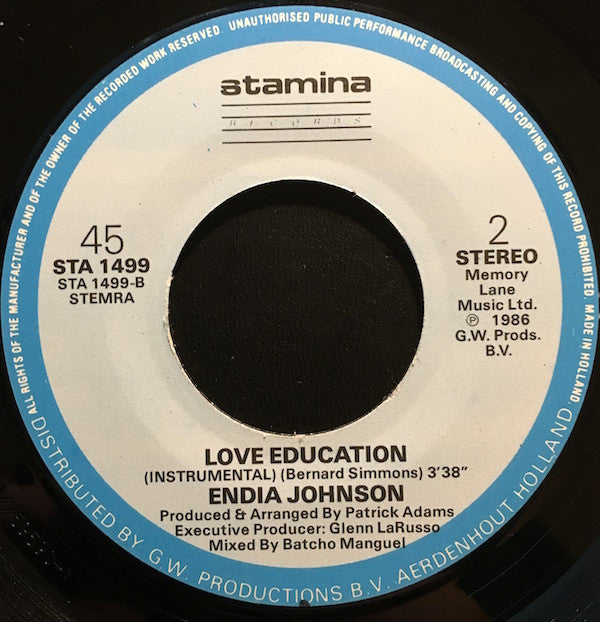 ALL RIGHTS OF THE MANUFACTURER AND OF THE OWNER OF THE RECORDED WORK RESERVED UNAUTHORISED PUBLIC PERFORMANCE BROADCASTING AND COPYING OF THIS RECORD PROHIBITED. MADE IN HOLLAND.
stamina
RECORDS
45
STA 1499
STA 1499-B
STEMRA
2
STEREO
Memory
Lane
Music Ltd.
℗ 1986
G.W. Prods.
B.V.
LOVE EDUCATION
(INSTRUMENTAL) (Bernard Simmons) 3'38"
ENDIA JOHNSON
Produced & Arranged By Patrick Adams
Executive Producer: Glenn LaRusso
Mixed By Batcho Manguel
DISTRIBUTED BY G.W. PRODUCTIONS B.V. AERDENHOUT HOLLAND